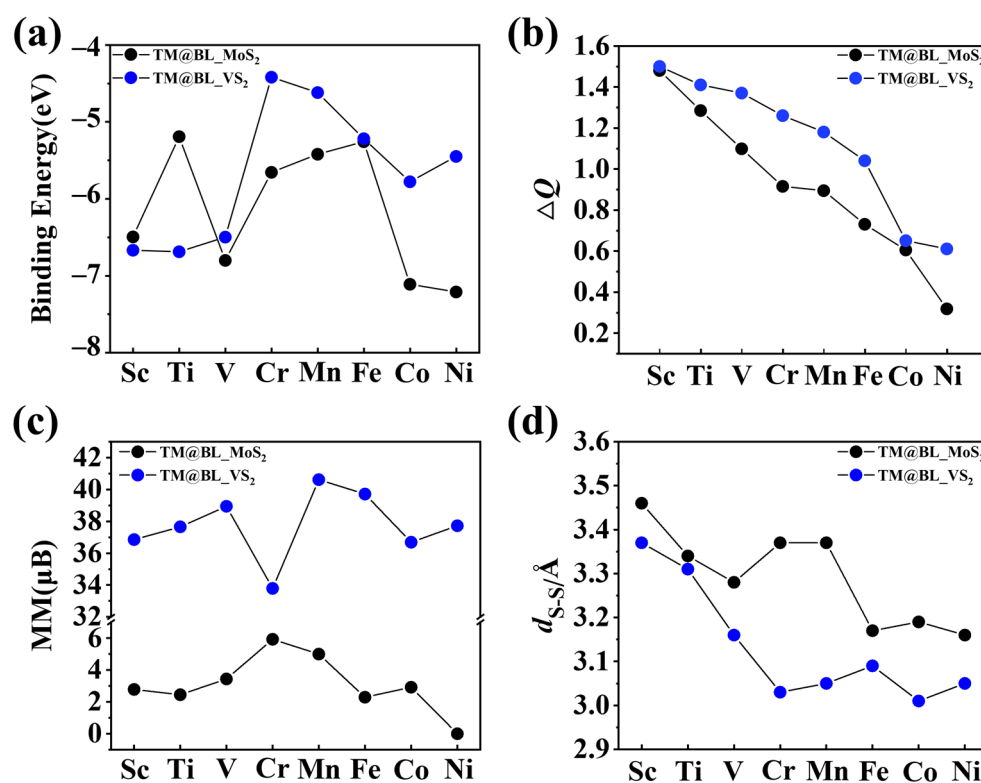 (a)
TM@BL_MoS₂
TM@BL_VS₂
Binding Energy(eV)
−4
−5
−6
−7
−8
Sc Ti V Cr Mn Fe Co Ni
(b)
TM@BL_MoS₂
TM@BL_VS₂
△Q
1.6
1.4
1.2
1.0
0.8
0.6
0.4
0.2
Sc Ti V Cr Mn Fe Co Ni
(c)
TM@BL_MoS₂
TM@BL_VS₂
MM(μB)
42
40
38
36
34
32
6
4
2
0
Sc Ti V Cr Mn Fe Co Ni
(d)
TM@BL_MoS₂
TM@BL_VS₂
d S-S/Å
3.6
3.5
3.4
3.3
3.2
3.1
3.0
2.9
Sc Ti V Cr Mn Fe Co Ni